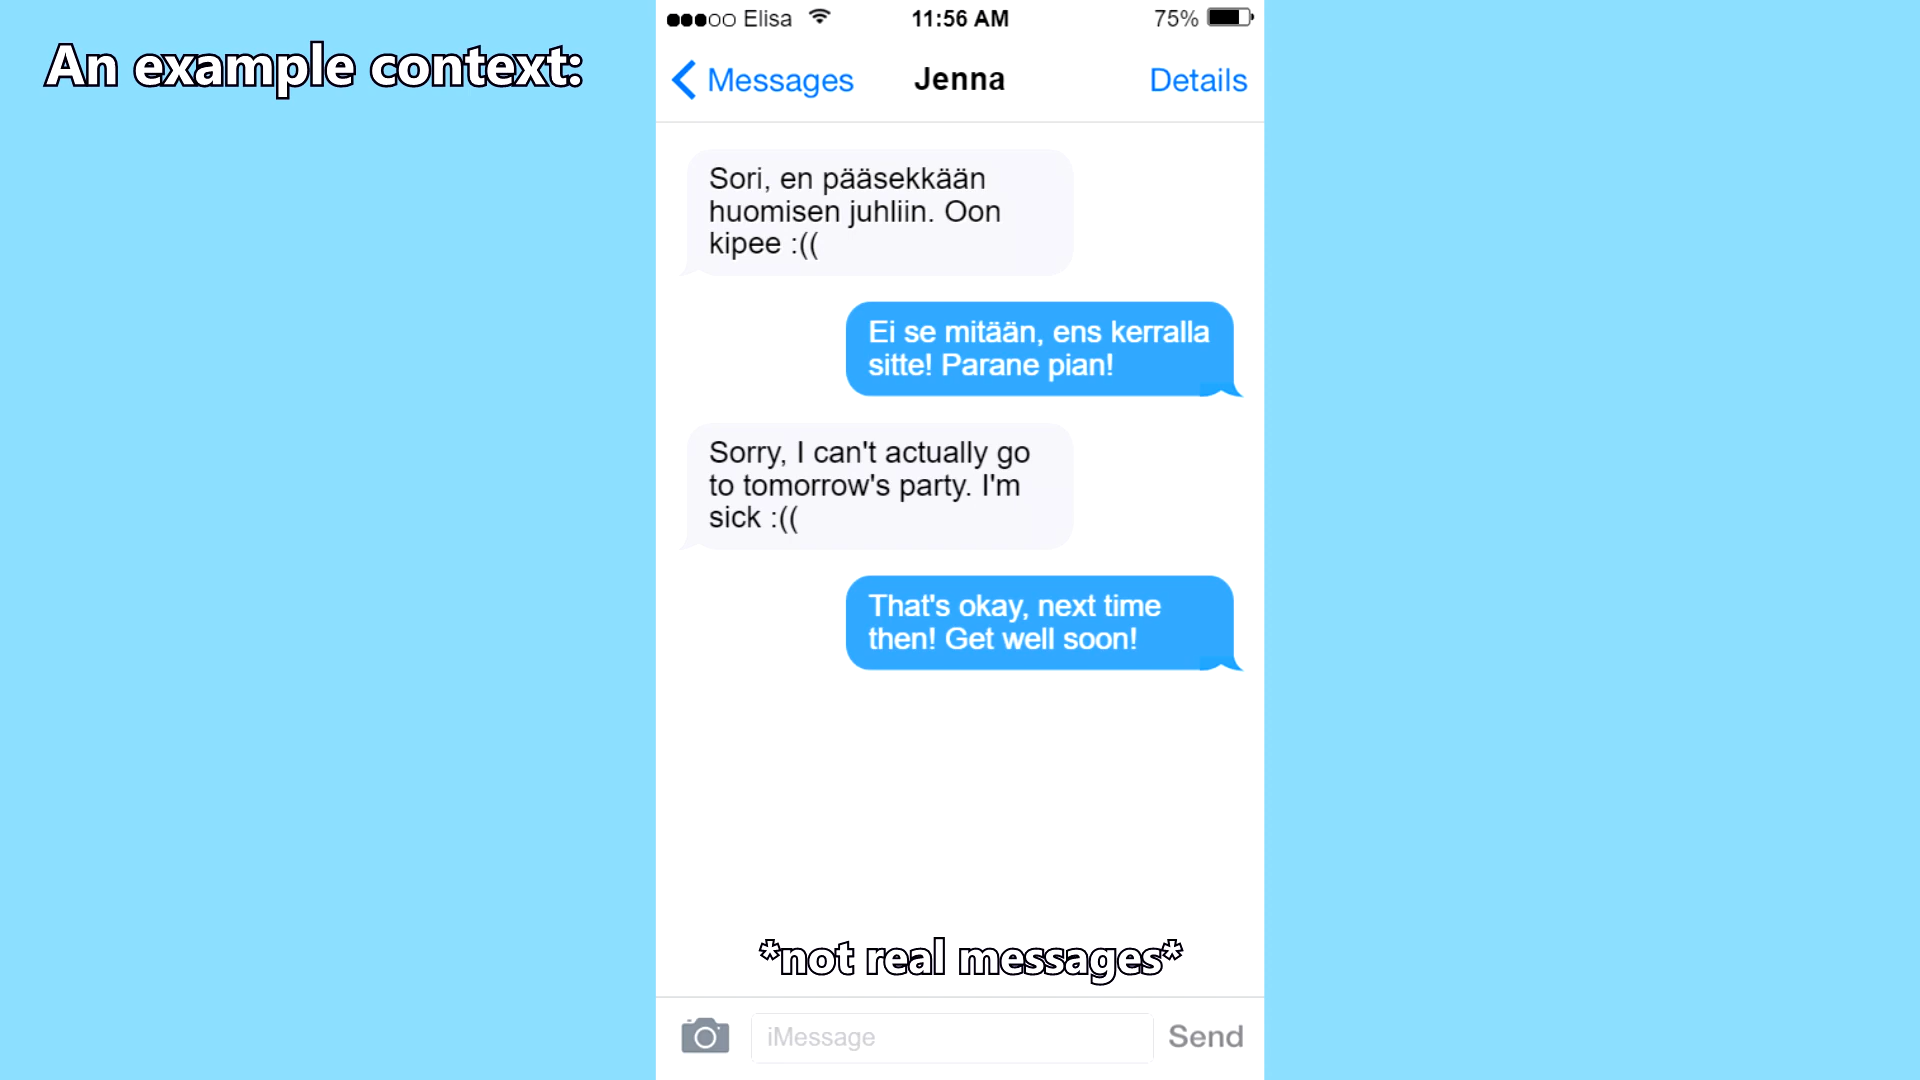 An example context:
Elisa 11:56 AM 75%
Messages Jenna Details
Sori, en pääsekkään
huomisen juhliin. Oon
kipee :((
Ei se mitään, ens kerralla
sitte! Parane pian!
Sorry, I can't actually go
to tomorrow's party. I'm
sick :((
That's okay, next time
then! Get well soon!
*not real messages*
iMessage Send